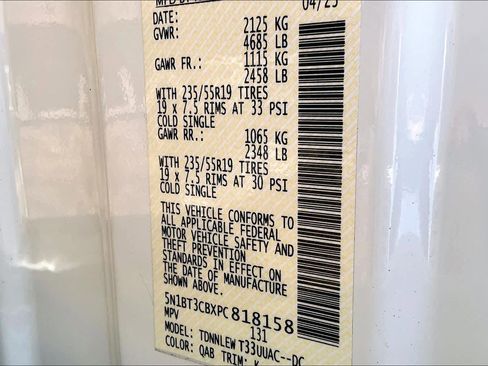 MFD BY
04/23
DATE:
GVWR: 2125 KG
4685 LB
GAWR FR.: 1115 KG
2458 LB
WITH 235/55R19 TIRES
19 x 7.5 RIMS AT 33 PSI
COLD SINGLE
GAWR RR.: 1065 KG
2348 LB
WITH 235/55R19 TIRES
19 x 7.5 RIMS AT 30 PSI
COLD SINGLE
THIS VEHICLE CONFORMS TO
ALL APPLICABLE FEDERAL
MOTOR VEHICLE SAFETY AND
THEFT PREVENTION
STANDARDS IN EFFECT ON
THE DATE OF MANUFACTURE
SHOWN ABOVE.
5N1BT3CBXPC818158
MPV 131
MODEL: TDNNLEW T33UUAC--DC
COLOR: QAB TRIM: K